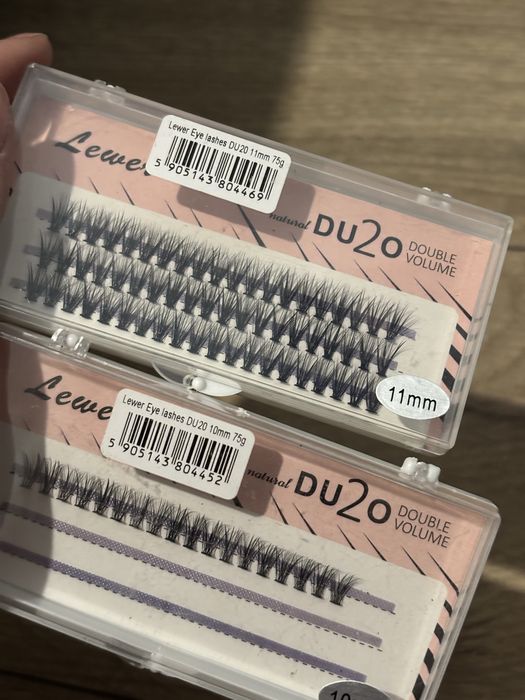 Lewer
Lewer Eye lashes DU20 11mm 75g
5 905143 804469
natural DU2O DOUBLE
VOLUME
11mm
Lewe
Lewer Eye lashes DU20 10mm 75g
5 905143 804452
natural DU2O DOUBLE
VOLUME
10